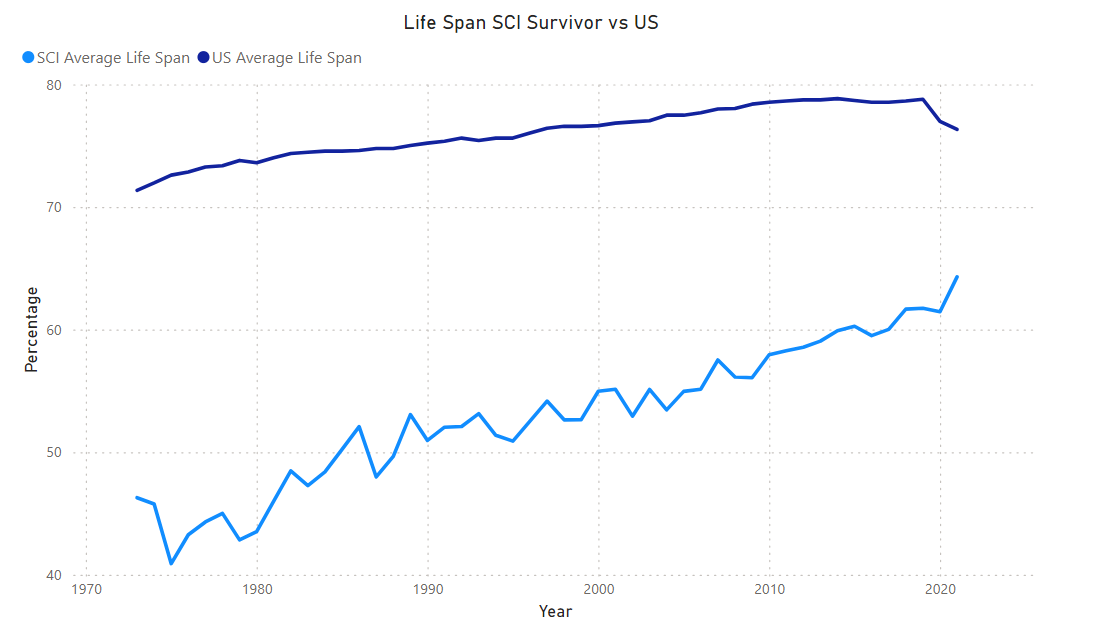 Life Span SCI Survivor vs US
SCI Average Life Span US Average Life Span
80
70
60
50
40
Percentage
1970 1980 1990 2000 2010 2020
Year